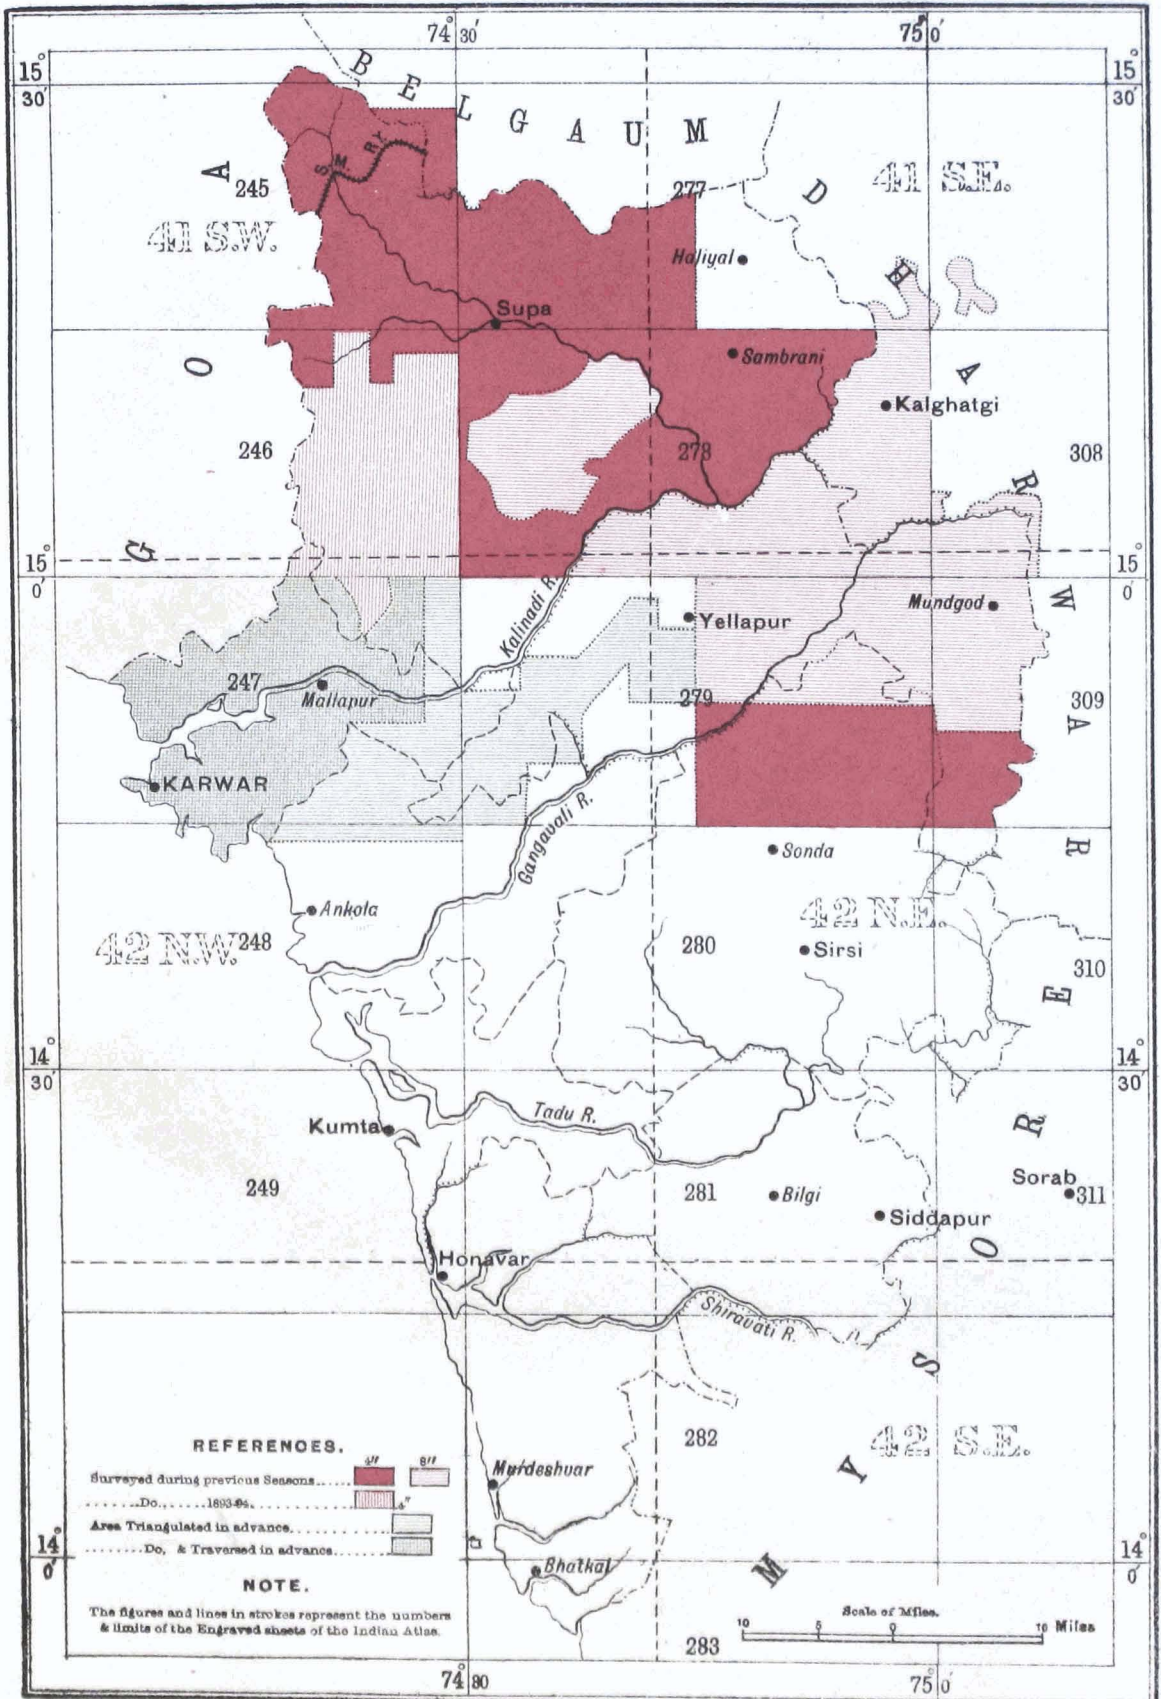 74° 30' 75° 0'
15° 30' 15° 30'
BELGAUM
S. M. RY.
A 245 277 D 41 S.E.
41 S.W.
Haliyal H
Supa
O Sambrani A
Kalghatgi
246 278 308
R
G
15° 0' 15° 0'
Kalinadi R. Yellapur Mundgod W
247 Mallapur 279 309
A
KARWAR
Gangavali R.
Sonda R
Ankola 42 N.E.
42 N.W. 248 280 Sirsi 310
E
14° 30' 14° 30'
Kumta Tadu R. R
249 281 Bilgi Sorab 311
Siddapur
Honavar O
Shiravati R.
S
282 42 S.E.
Y
Murdeshvar
14° 0' 14° 0'
Bhatkal M
283
REFERENCES.
4" 8"
Surveyed during previous Seasons
Do. 1893-94. 4"
Area Triangulated in advance.
Do. & Traversed in advance.
NOTE.
The figures and lines in strokes represent the numbers
& limits of the Engraved sheets of the Indian Atlas.
Scale of Miles.
10 5 0 10 Miles
74° 30' 75° 0'